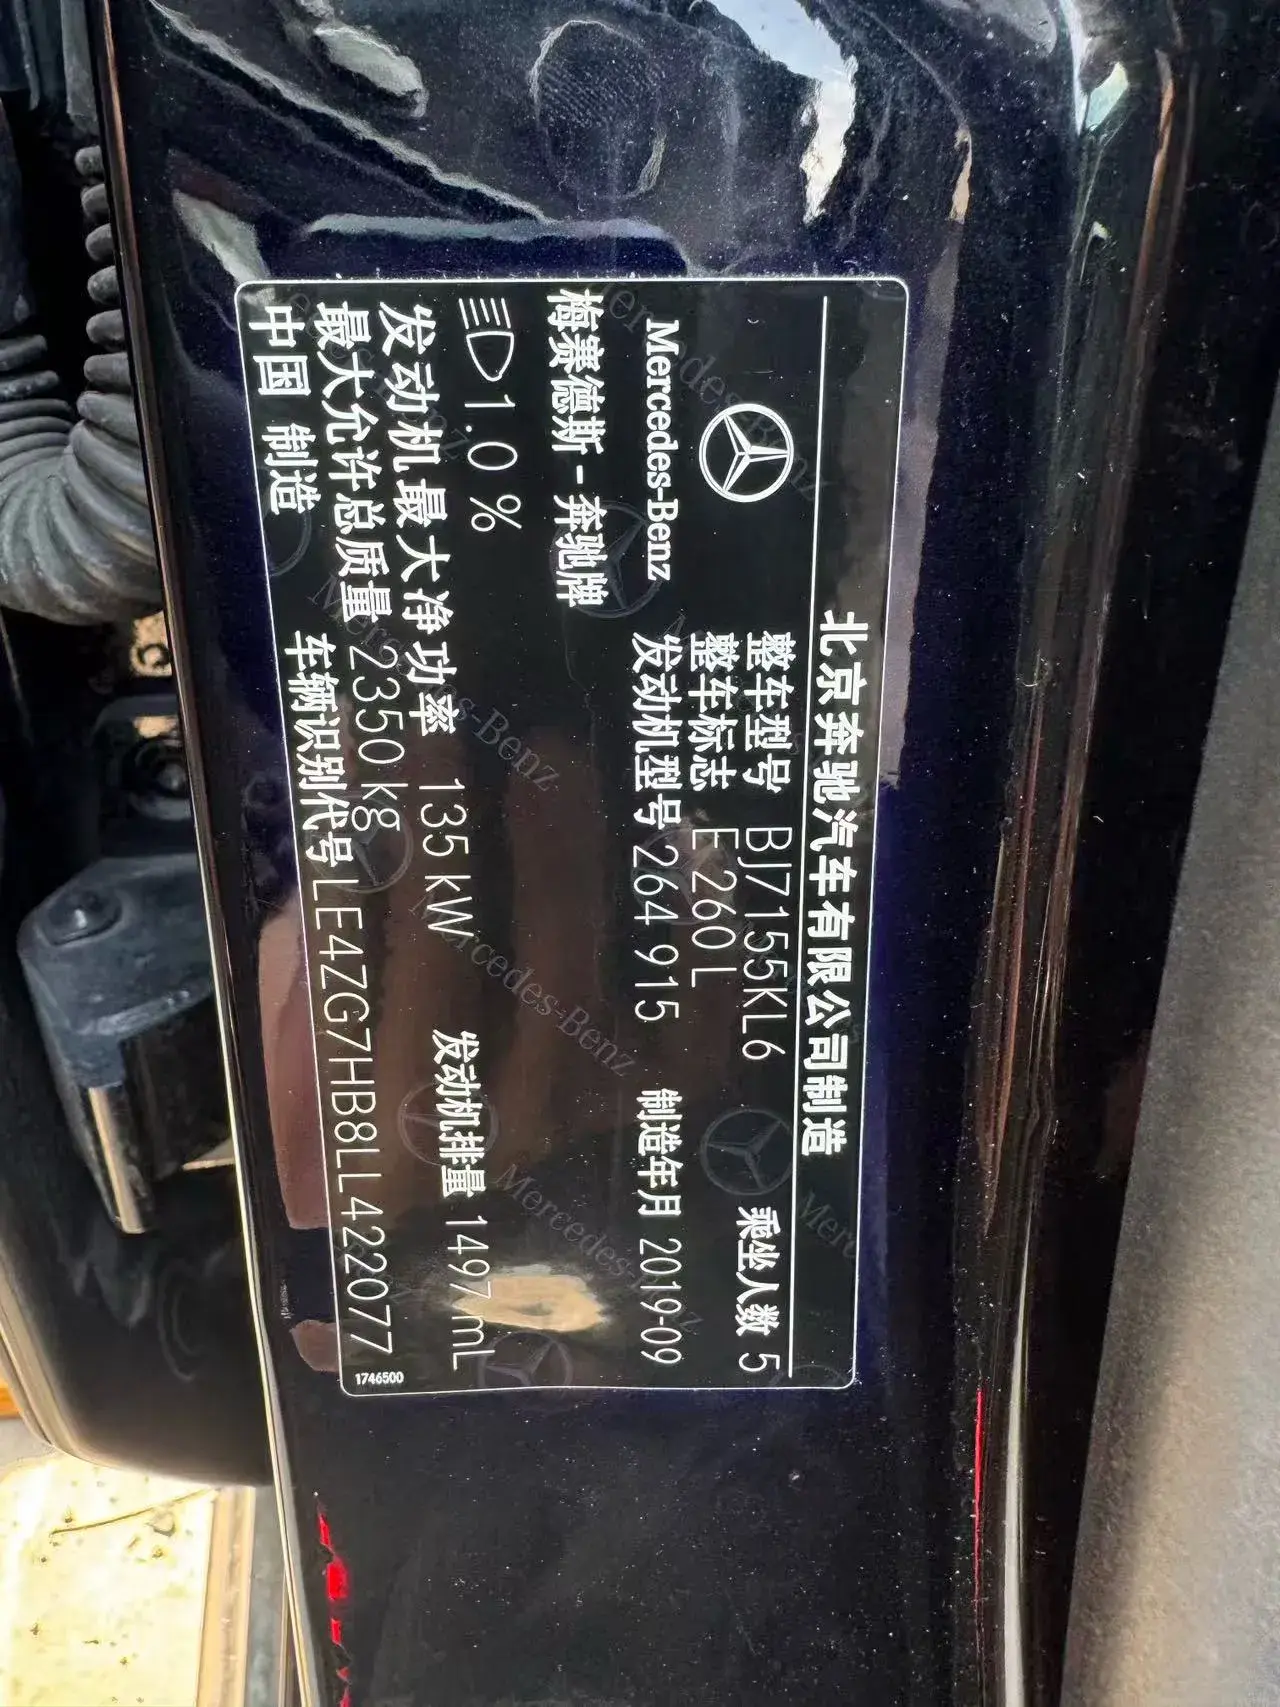 北京奔驰汽车有限公司制造
Mercedes-Benz
整车型号 BJ7155KL6 乘坐人数 5
整车标志 E 260 L
发动机型号 264 915 制造年月 2019-09
梅赛德斯-奔驰牌
1.0 %
发动机最大净功率 135 kW 发动机排量 1497 mL
最大允许总质量 2350 kg
中国 制造 车辆识别代号 LE4ZG7HB8LL422077
1746500